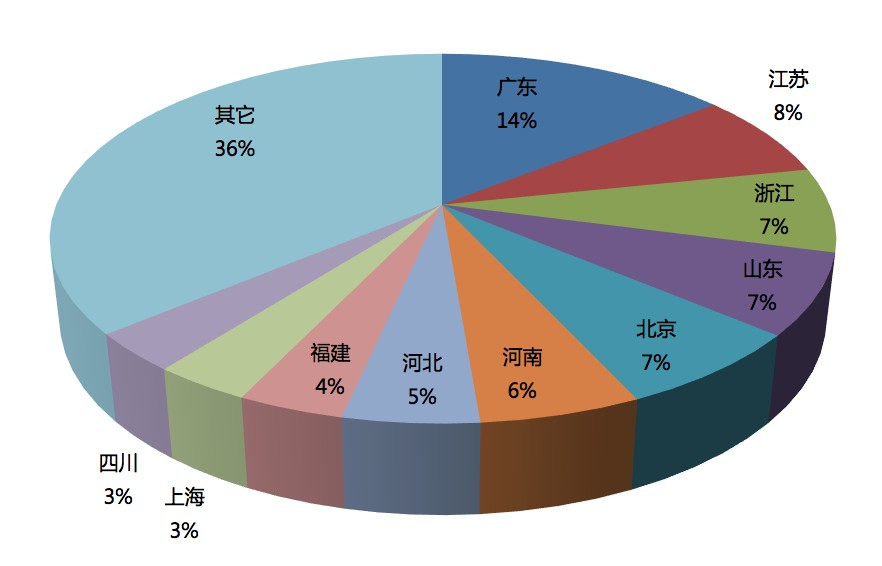 广东
14%
江苏
8%
浙江
7%
山东
7%
北京
7%
河南
6%
河北
5%
福建
4%
上海
3%
四川
3%
其它
36%